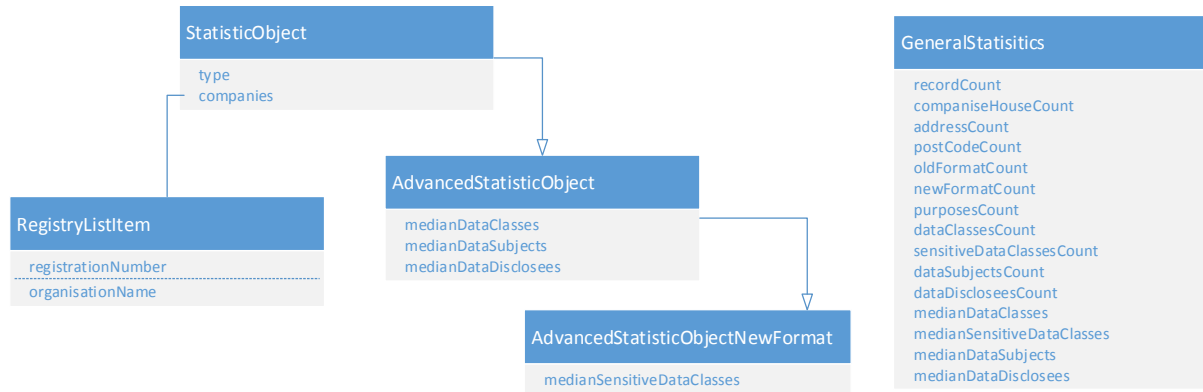 StatisticObject
type
companies
RegistryListItem
registrationNumber
organisationName
AdvancedStatisticObject
medianDataClasses
medianDataSubjects
medianDataDisclosees
AdvancedStatisticObjectNewFormat
medianSensitiveDataClasses
GeneralStatisitics
recordCount
companiseHouseCount
addressCount
postCodeCount
oldFormatCount
newFormatCount
purposesCount
dataClassesCount
sensitiveDataClassesCount
dataSubjectsCount
dataDiscloseesCount
medianDataClasses
medianSensitiveDataClasses
medianDataSubjects
medianDataDisclosees